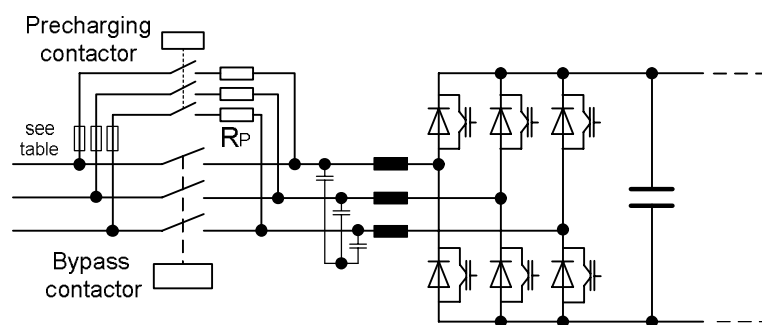 Precharging
contactor
see
table
RP
Bypass
contactor